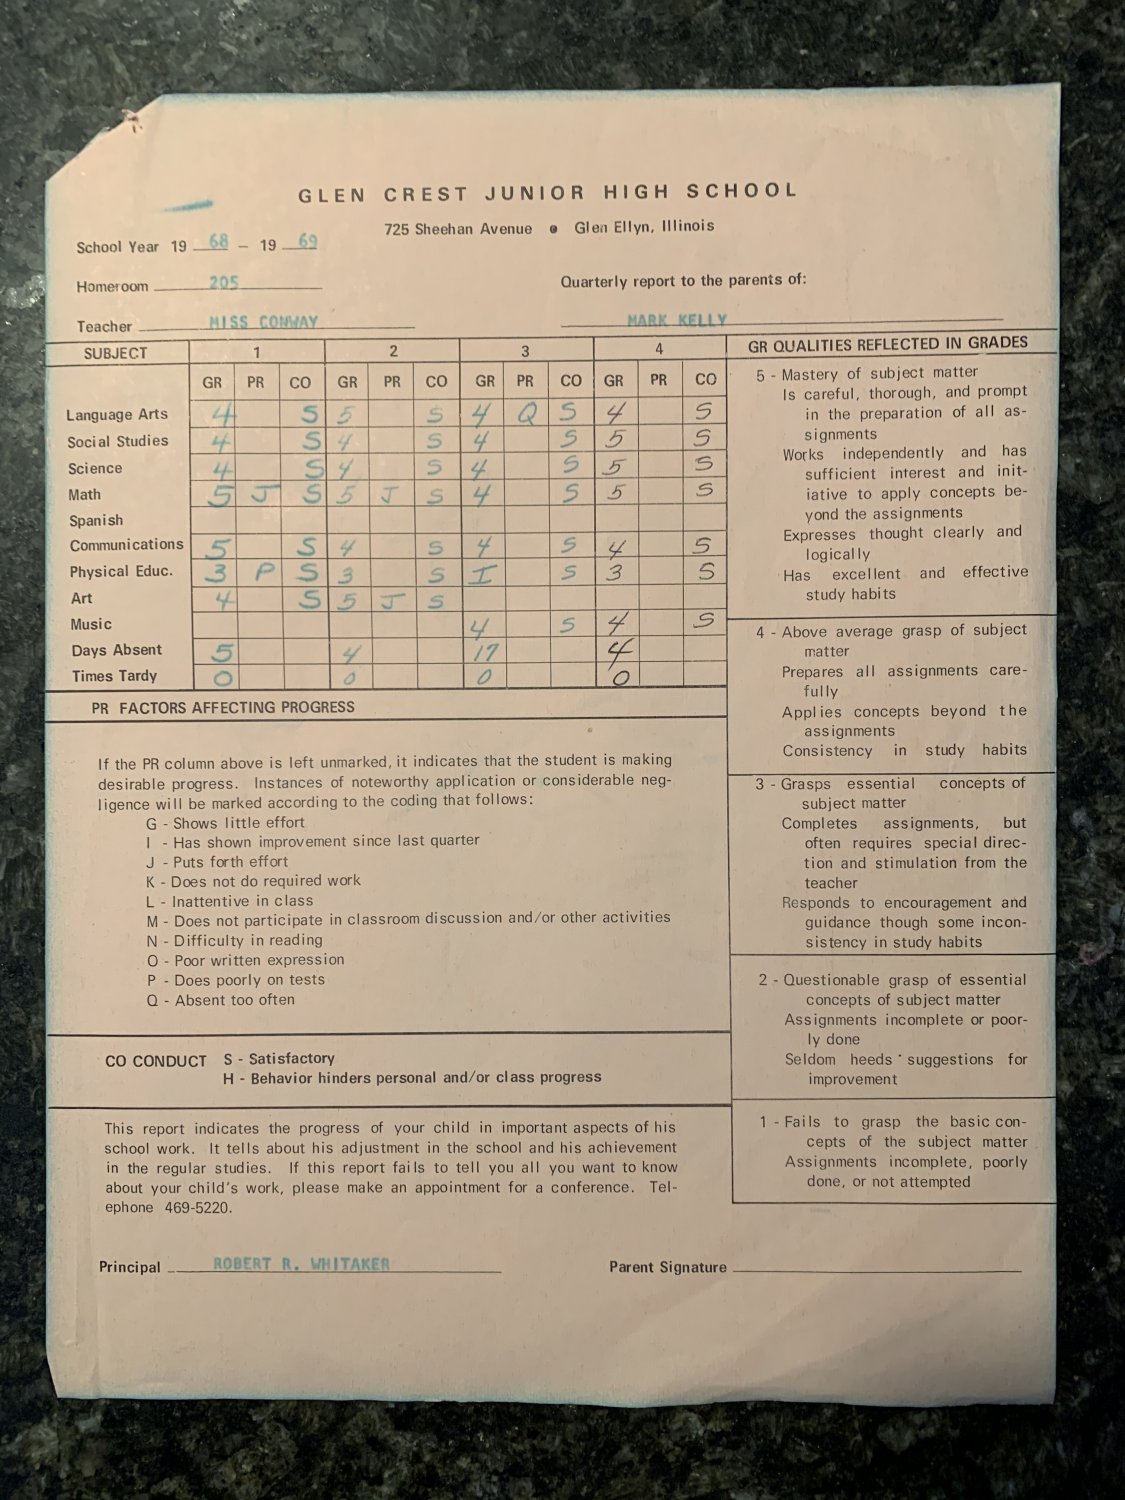 GLEN CREST JUNIOR HIGH SCHOOL
725 Sheehan Avenue • Glen Ellyn, Illinois
School Year 19 68 – 19 69
Homeroom 205
Quarterly report to the parents of:
Teacher MISS CONWAY
MARK KELLY
SUBJECT 1 2 3 4
GR PR CO GR PR CO GR PR CO GR PR CO
Language Arts 4 S 5 S 4 Q S 4 S
Social Studies 4 S 4 S 4 S 5 S
Science 4 S 4 S 4 S 5 S
Math 5 J S 5 J S 4 S 5 S
Spanish
Communications 5 S 4 S 4 S 4 S
Physical Educ. 3 P S 3 S I S 3 S
Art 4 S 5 J S
Music 4 S 4 S
Days Absent 5 4 17 4
Times Tardy 0 0 0 0
PR FACTORS AFFECTING PROGRESS
If the PR column above is left unmarked, it indicates that the student is making
desirable progress. Instances of noteworthy application or considerable neg-
ligence will be marked according to the coding that follows:
G - Shows little effort
I - Has shown improvement since last quarter
J - Puts forth effort
K - Does not do required work
L - Inattentive in class
M - Does not participate in classroom discussion and/or other activities
N - Difficulty in reading
O - Poor written expression
P - Does poorly on tests
Q - Absent too often
CO CONDUCT S - Satisfactory
H - Behavior hinders personal and/or class progress
This report indicates the progress of your child in important aspects of his
school work. It tells about his adjustment in the school and his achievement
in the regular studies. If this report fails to tell you all you want to know
about your child's work, please make an appointment for a conference. Tel-
ephone 469-5220.
GR QUALITIES REFLECTED IN GRADES
5 - Mastery of subject matter
Is careful, thorough, and prompt
in the preparation of all as-
signments
Works independently and has
sufficient interest and init-
iative to apply concepts be-
yond the assignments
Expresses thought clearly and
logically
Has excellent and effective
study habits
4 - Above average grasp of subject
matter
Prepares all assignments care-
fully
Applies concepts beyond the
assignments
Consistency in study habits
3 - Grasps essential concepts of
subject matter
Completes assignments, but
often requires special direc-
tion and stimulation from the
teacher
Responds to encouragement and
guidance though some incon-
sistency in study habits
2 - Questionable grasp of essential
concepts of subject matter
Assignments incomplete or poor-
ly done
Seldom heeds suggestions for
improvement
1 - Fails to grasp the basic con-
cepts of the subject matter
Assignments incomplete, poorly
done, or not attempted
Principal ROBERT R. WHITAKER
Parent Signature